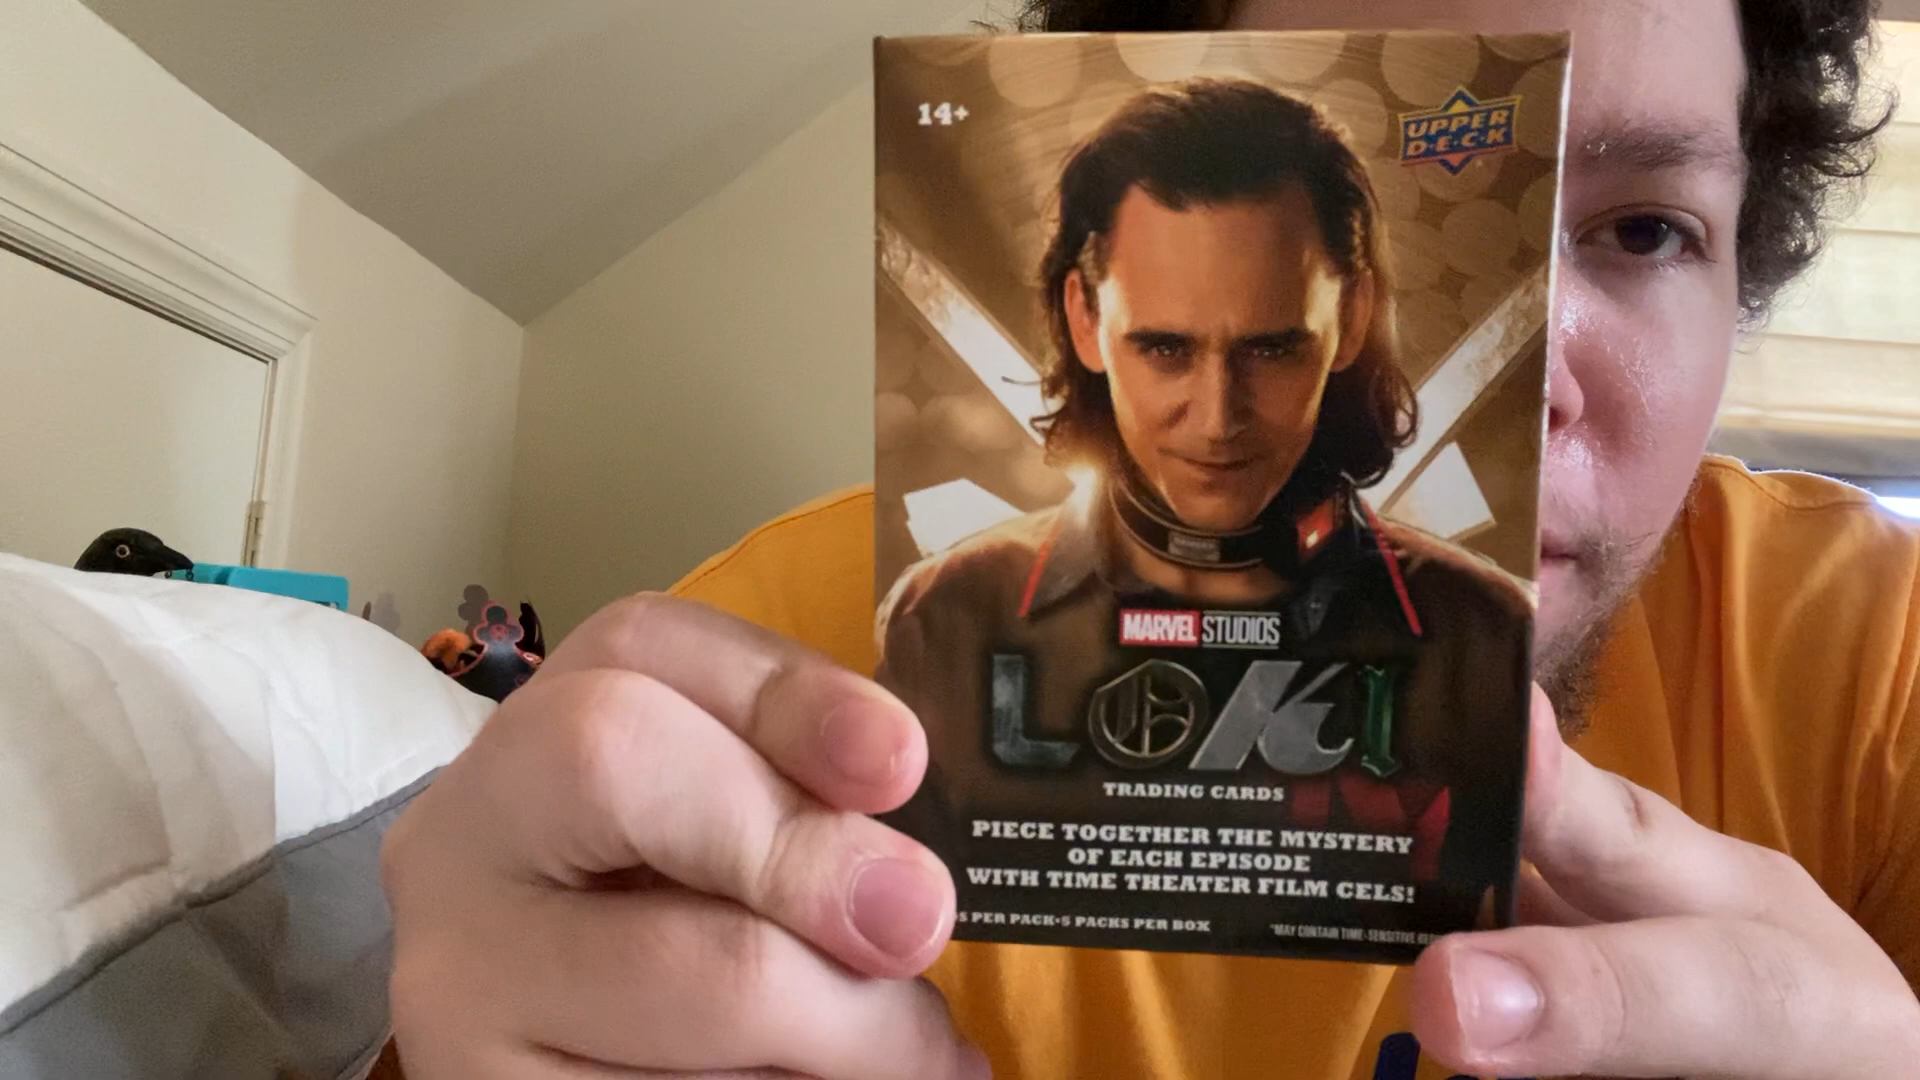 14+
UPPER
D·E·C·K
MARVEL STUDIOS
LOKI
TRADING CARDS
PIECE TOGETHER THE MYSTERY
OF EACH EPISODE
WITH TIME THEATER FILM CELS!
PER PACK·5 PACKS PER BOX
*MAY CONTAIN TIME-SENSITIVE